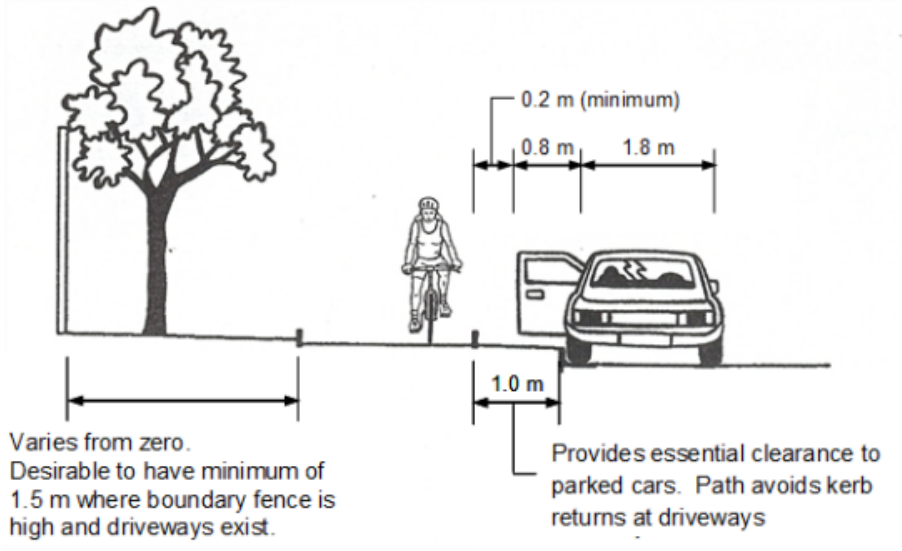 0.2 m (minimum)
0.8 m
1.8 m
1.0 m
Varies from zero.
Desirable to have minimum of
1.5 m where boundary fence is
high and driveways exist.
Provides essential clearance to
parked cars. Path avoids kerb
returns at driveways